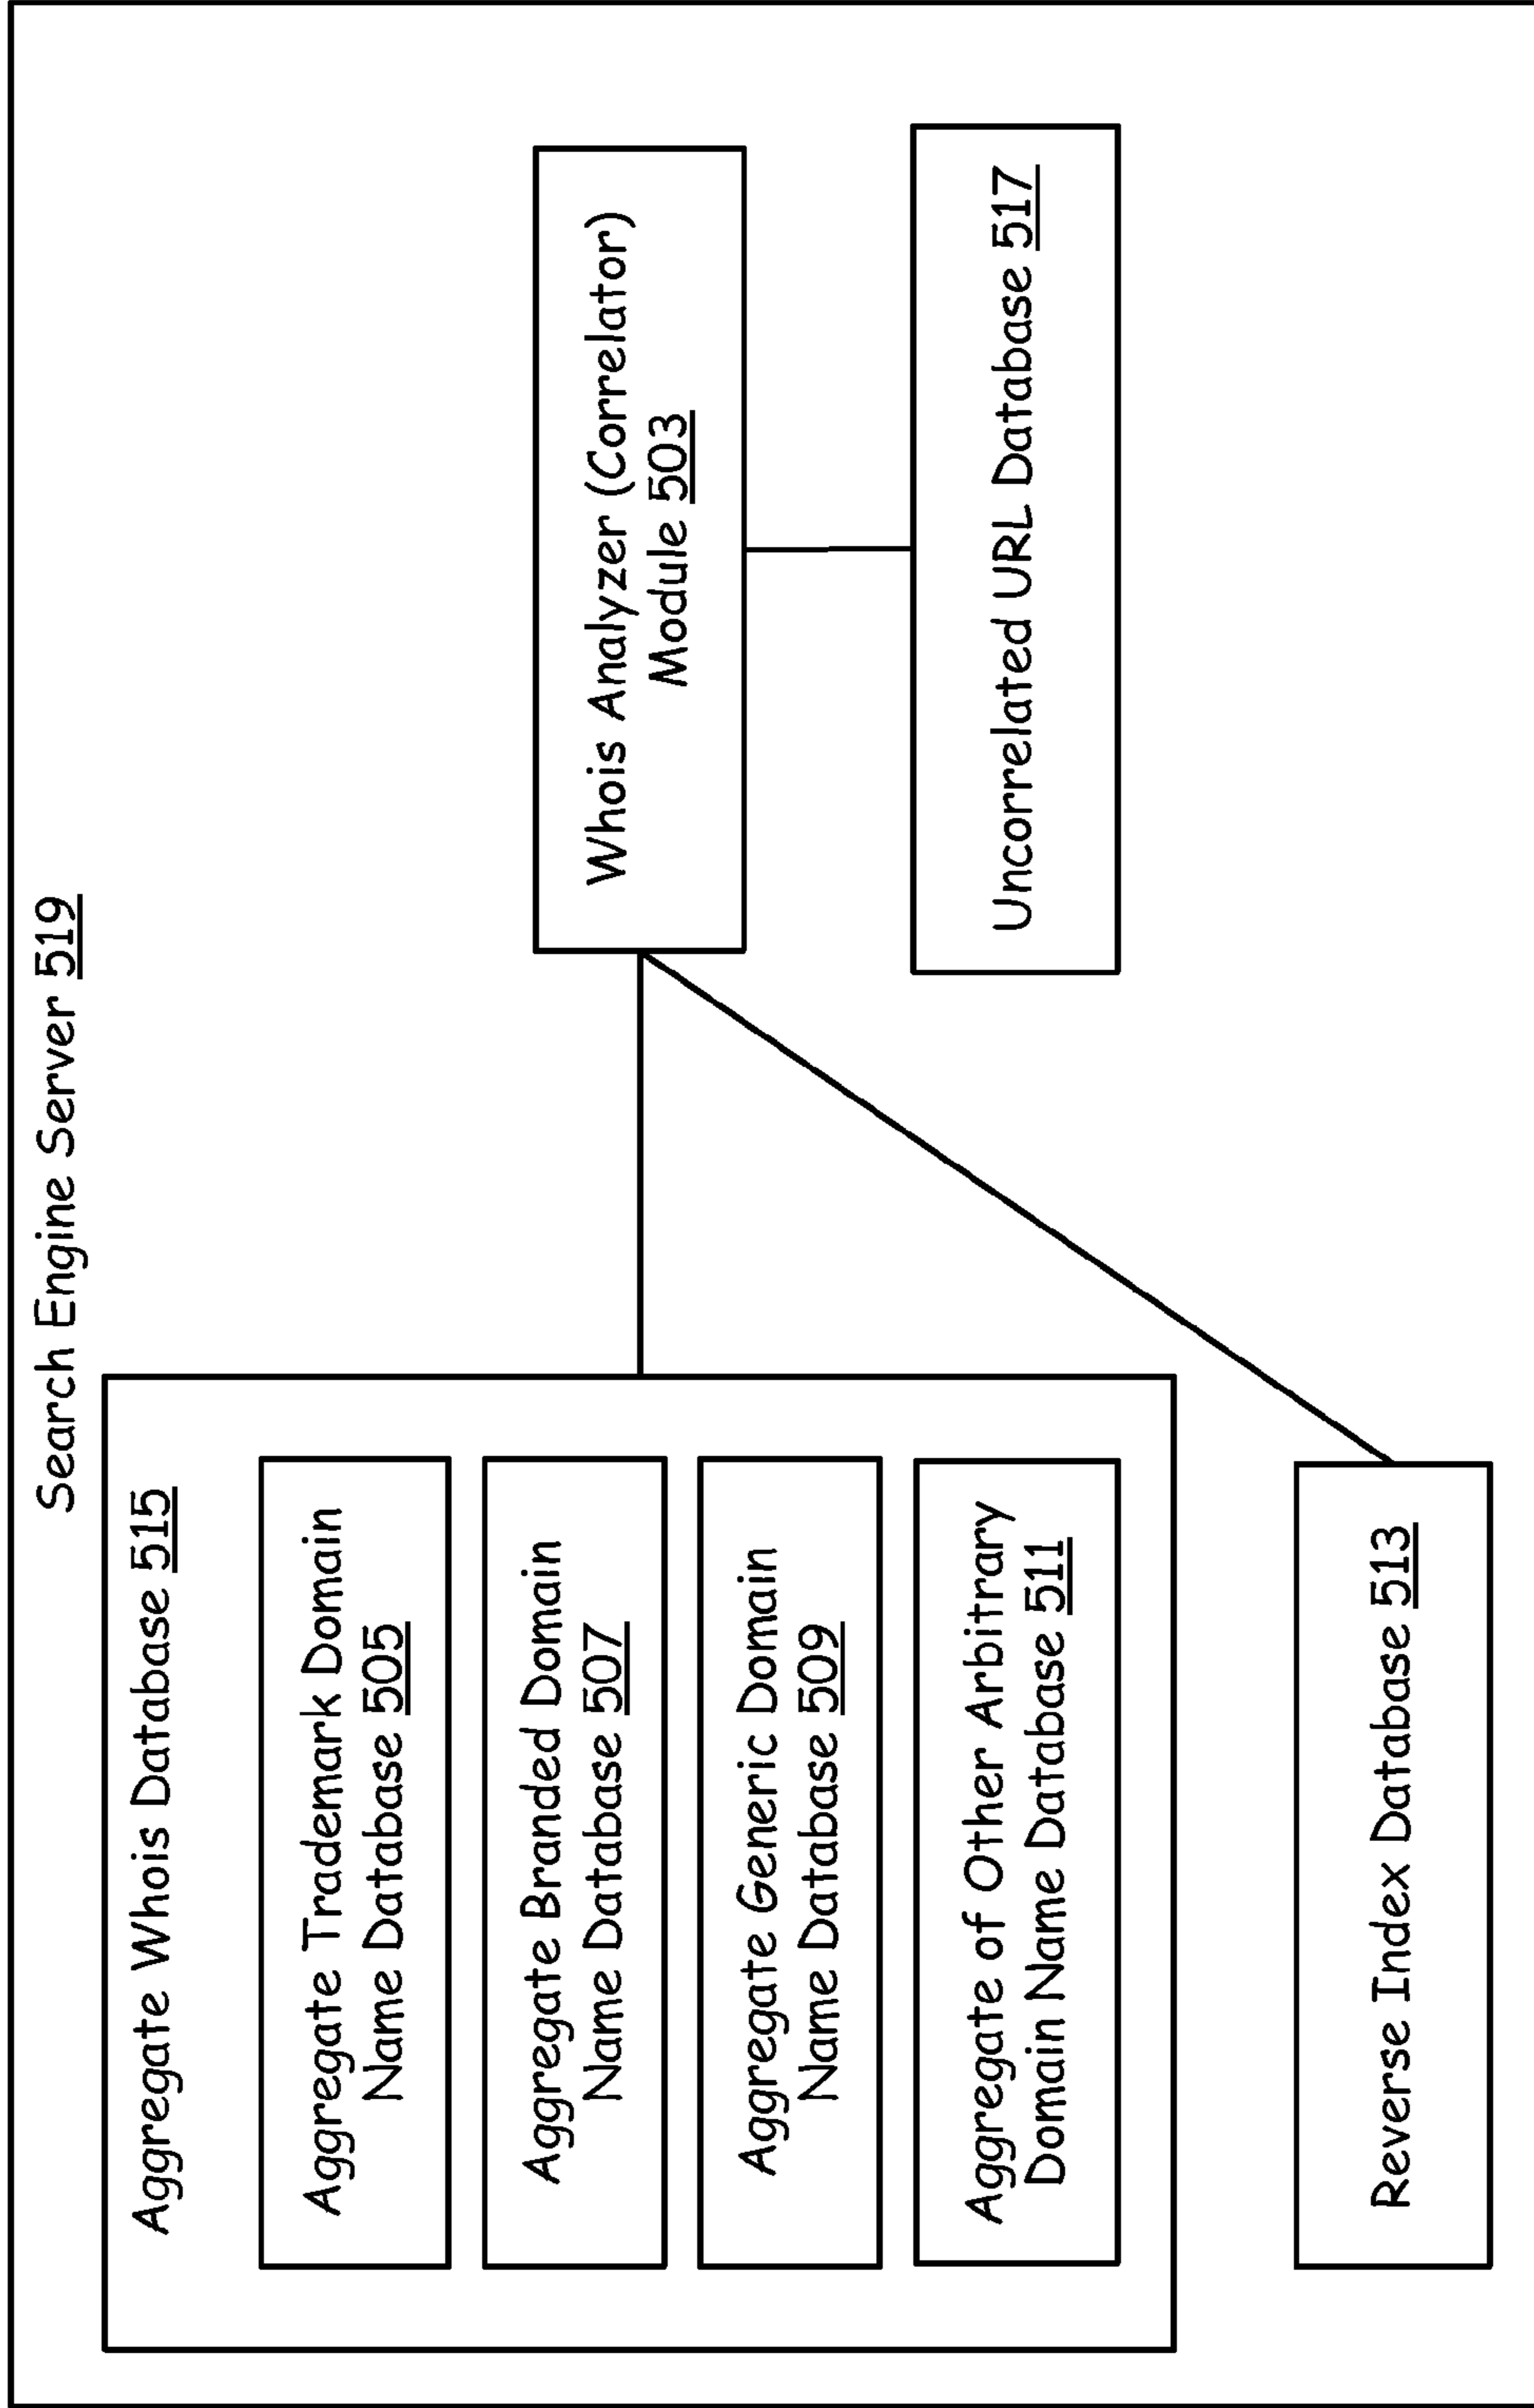 Search Engine Server 519
Aggregate Whois Database 515
Aggregate Trademark Domain
Name Database 505
Aggregate Branded Domain
Name Database 507
Aggregate Generic Domain
Name Database 509
Aggregate of Other Arbitrary
Domain Name Database 511
Reverse Index Database 513
Whois Analyzer (Correlator)
Module 503
Uncorrelated URL Database 517